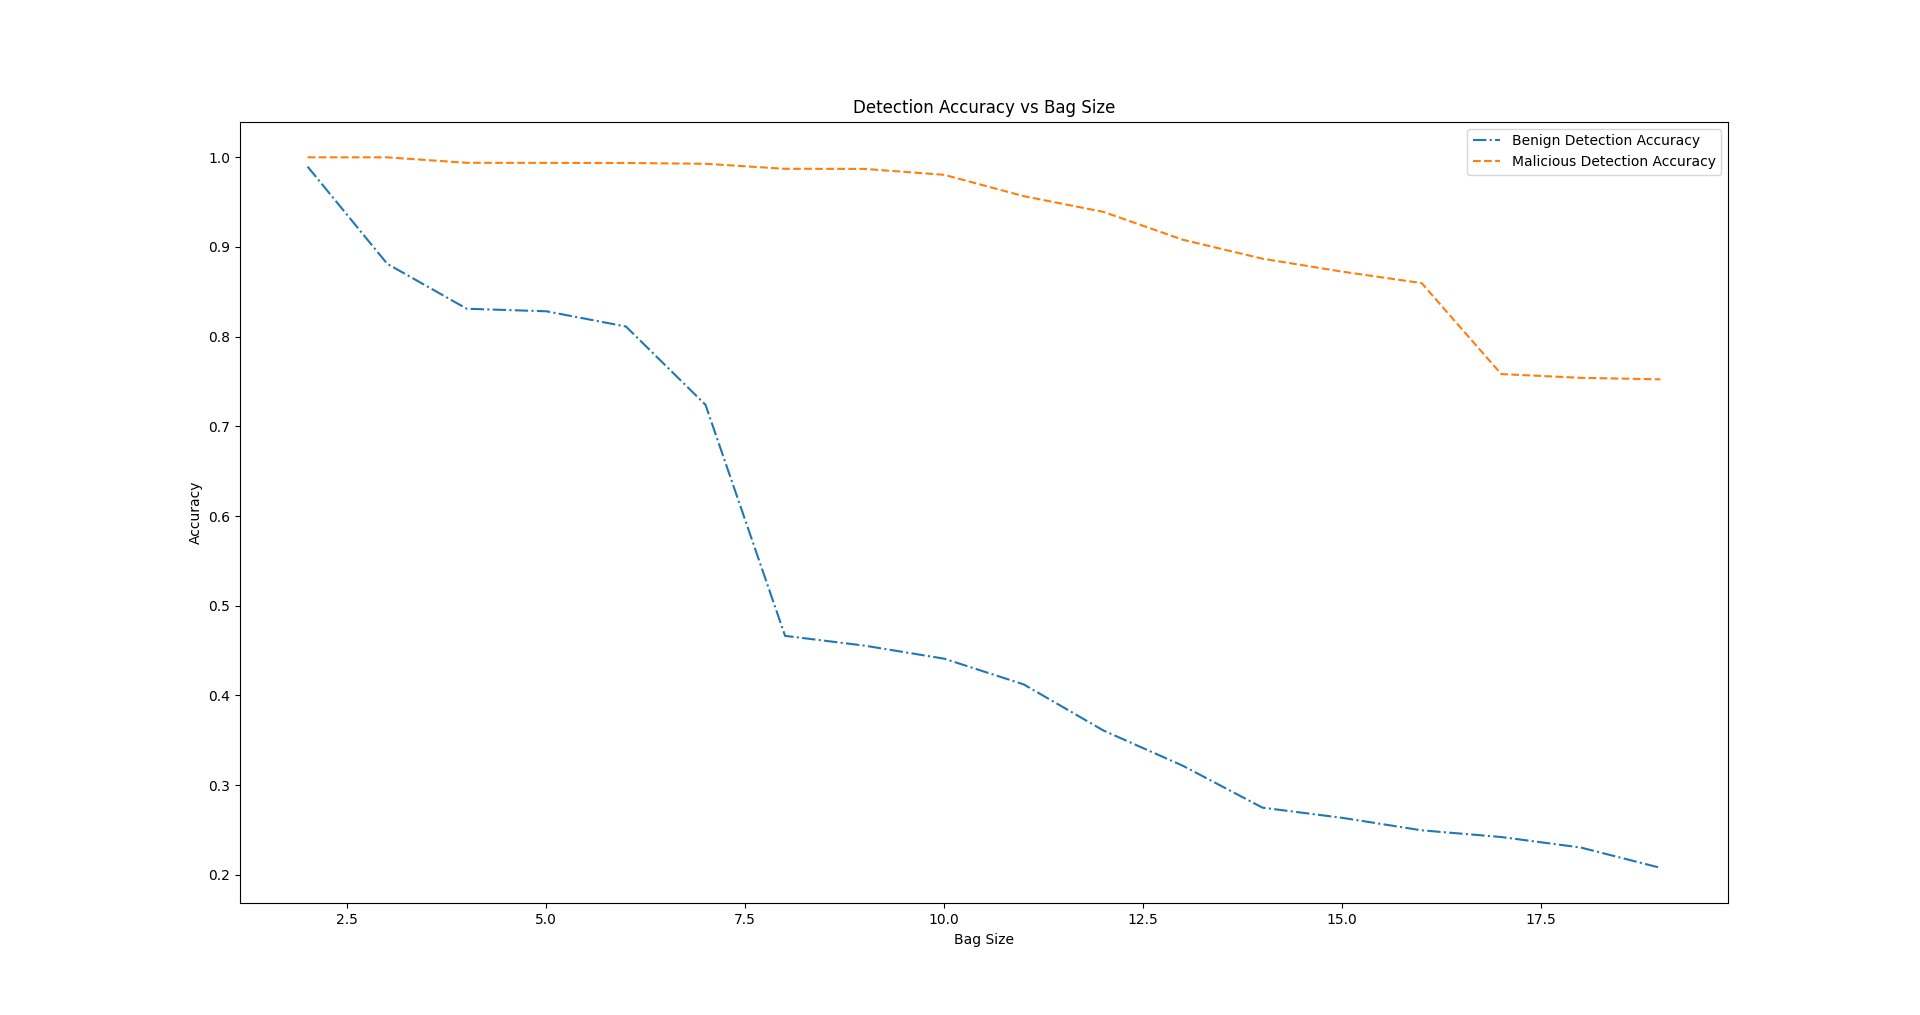 Detection Accuracy vs Bag Size
Benign Detection Accuracy
Malicious Detection Accuracy
1.0
0.9
0.8
0.7
0.6
0.5
0.4
0.3
0.2
Accuracy
2.5 5.0 7.5 10.0 12.5 15.0 17.5
Bag Size